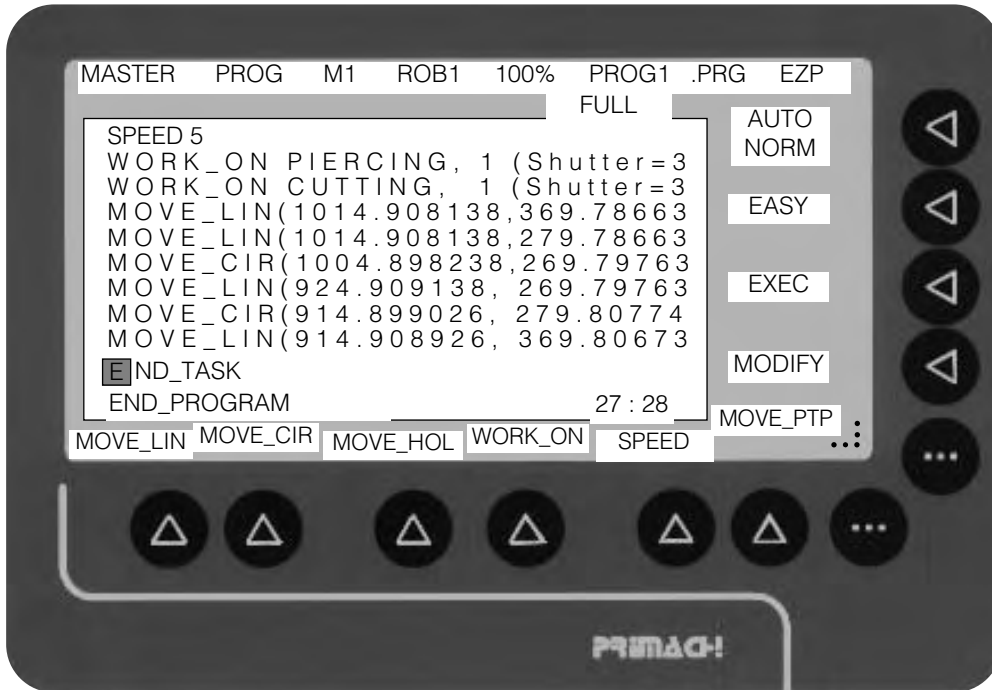 MASTER PROG M1 ROB1 100% PROG1 .PRG EZP
FULL
AUTO
NORM
EASY
EXEC
MODIFY
SPEED 5
WORK_ON PIERCING, 1 (Shutter=3
WORK_ON CUTTING, 1 (Shutter=3
MOVE_LIN(1014.908138,369.78663
MOVE_LIN(1014.908138,279.78663
MOVE_CIR(1004.898238,269.79763
MOVE_LIN(924.909138, 269.79763
MOVE_CIR(914.899026, 279.80774
MOVE_LIN(914.908926, 369.80673
END_TASK
END_PROGRAM 27 : 28
MOVE_LIN MOVE_CIR MOVE_HOL WORK_ON SPEED MOVE_PTP